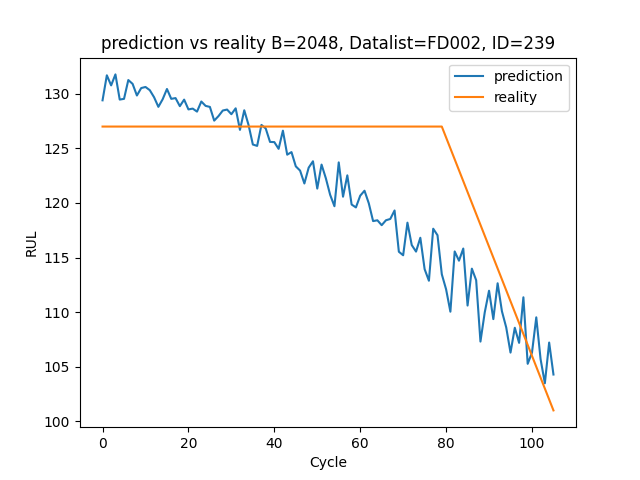 prediction vs reality B=2048, Datalist=FD002, ID=239
prediction
reality
130
125
120
115
110
105
100
RUL
0 20 40 60 80 100
Cycle